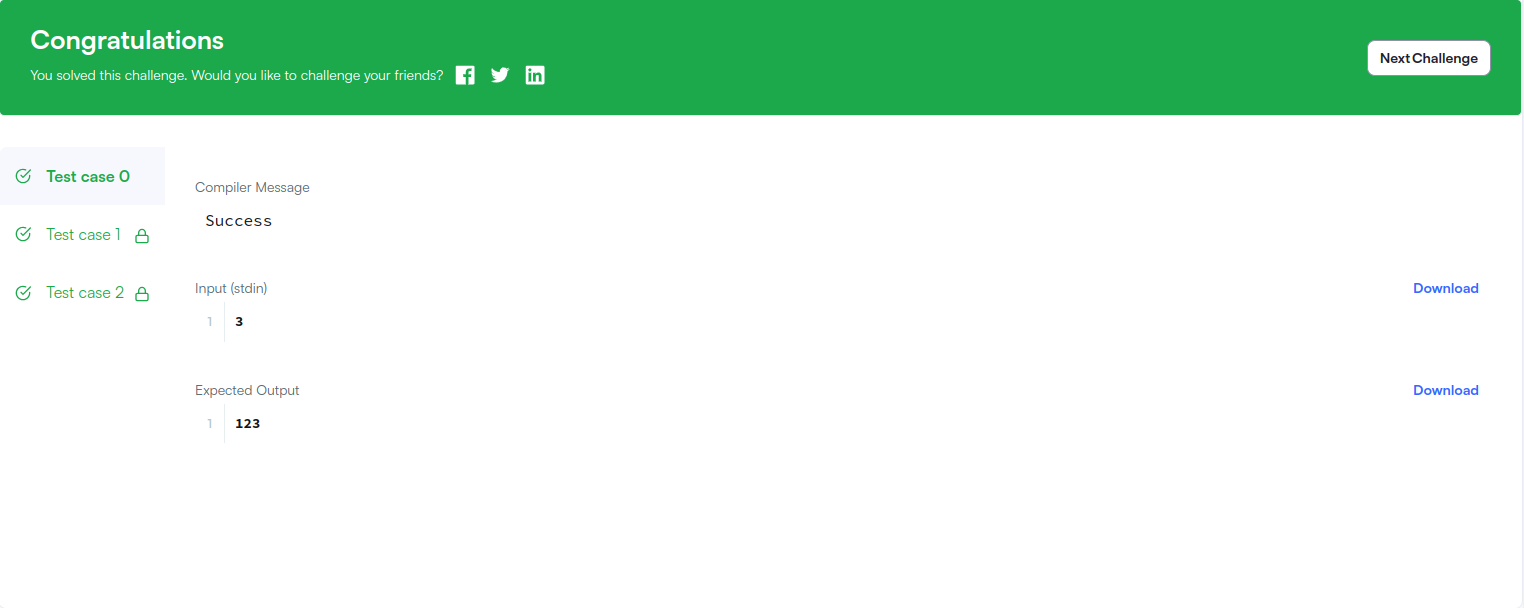 Congratulations
You solved this challenge. Would you like to challenge your friends?
Next Challenge
Test case 0
Test case 1
Test case 2
Compiler Message
Success
Input (stdin)
Download
1 3
Expected Output
Download
1 123